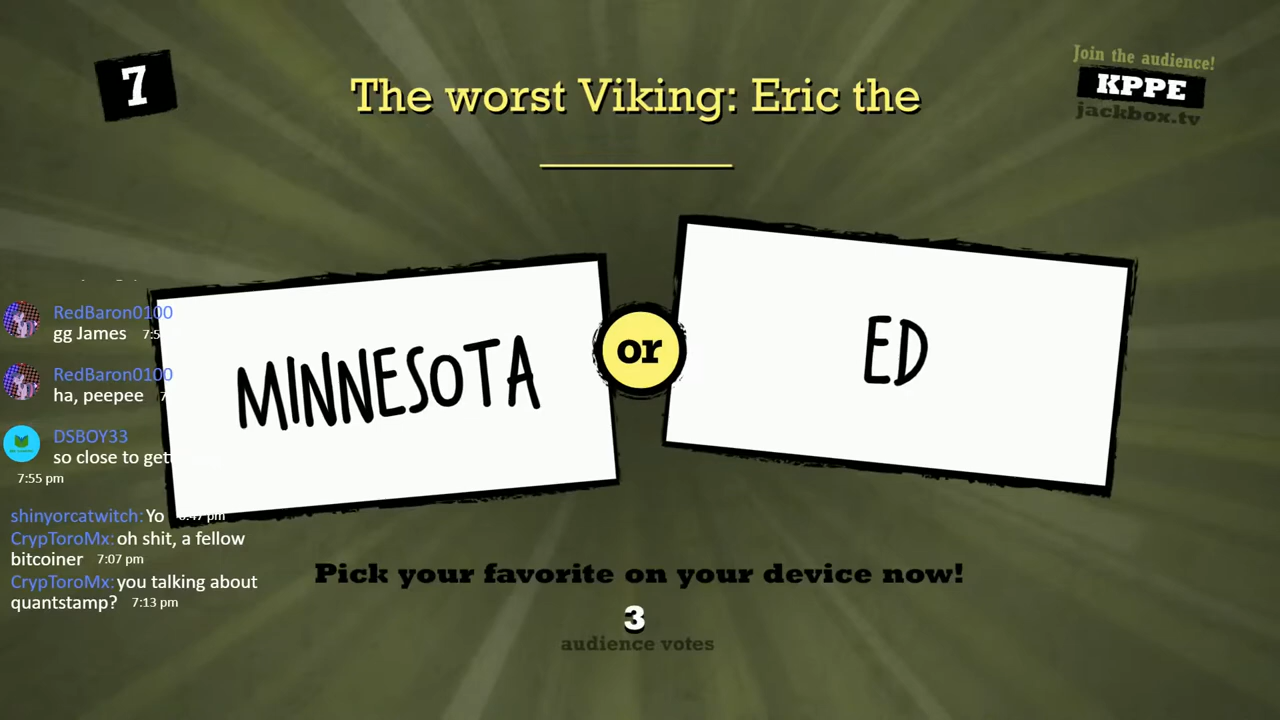 7
The worst Viking: Eric the
Join the audience!
KPPE
jackbox.tv
MINNESOTA
or
ED
RedBaron0100
gg James
RedBaron0100
ha, peepee
DSBOY33
so close to get
7:55 pm
shinyorcatwitch: Yo
CrypToroMx: oh shit, a fellow
bitcoiner 7:07 pm
CrypToroMx: you talking about
quantstamp? 7:13 pm
Pick your favorite on your device now!
3
audience votes